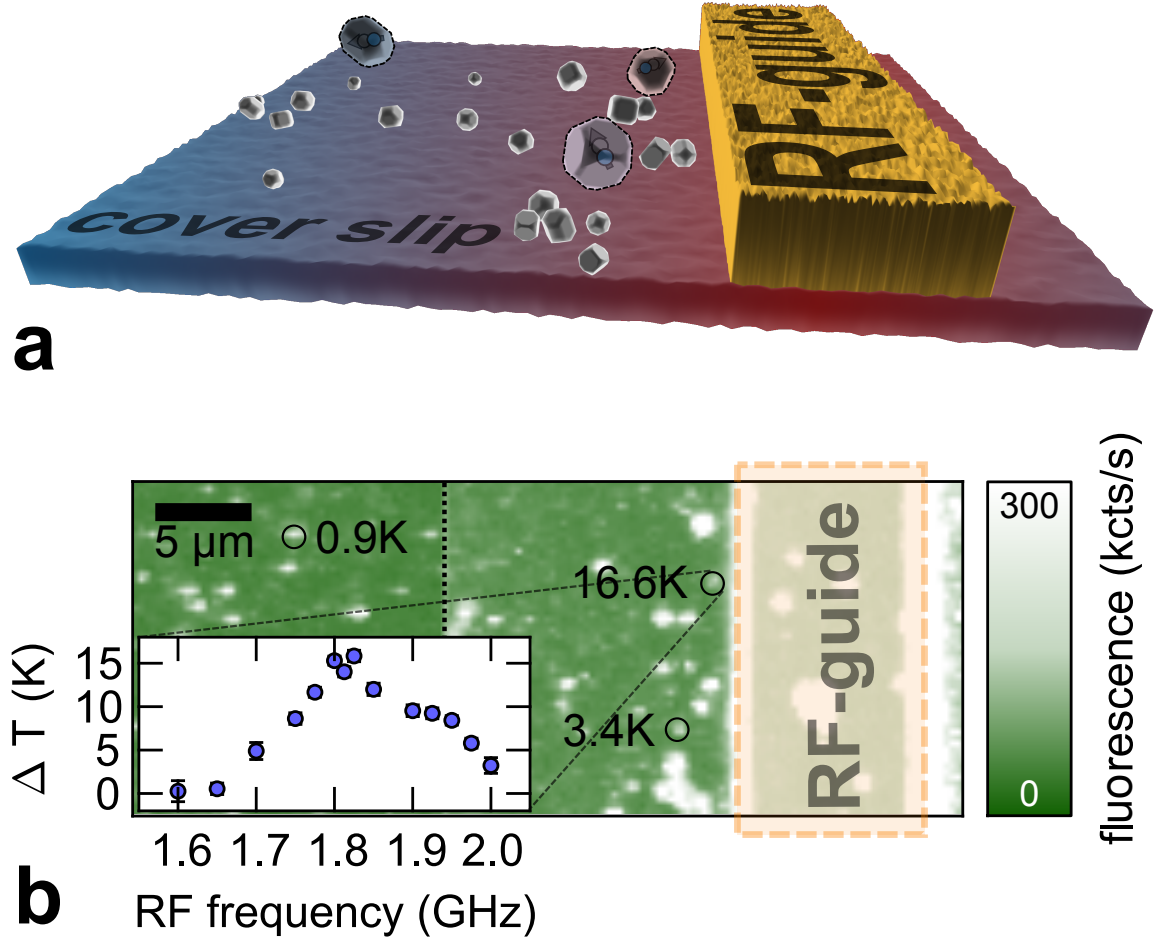 RF-guide
cover slip
a
5 µm
0.9K
16.6K
3.4K
RF-guide
300
0
fluorescence (kcts/s)
Δ T (K)
15
10
5
0
1.6 1.7 1.8 1.9 2.0
RF frequency (GHz)
b